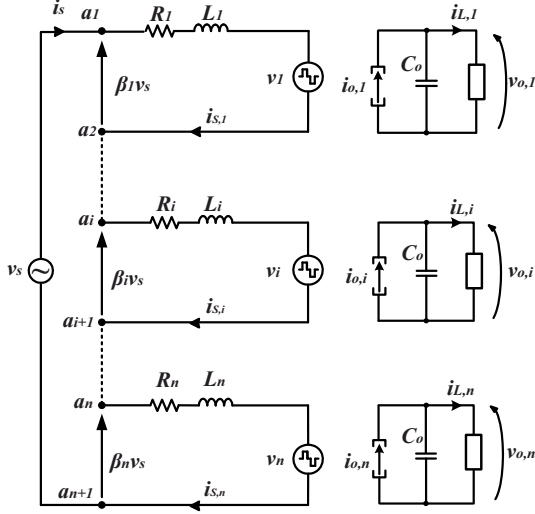 is a1 R1 L1 iL,1
β1vs v1 io,1 Co vo,1
a2 iS,1
ai Ri Li iL,i
vs βivs vi io,i Co vo,i
ai+1 iS,i
an Rn Ln iL,n
βnvs vn io,n Co vo,n
an+1 iS,n